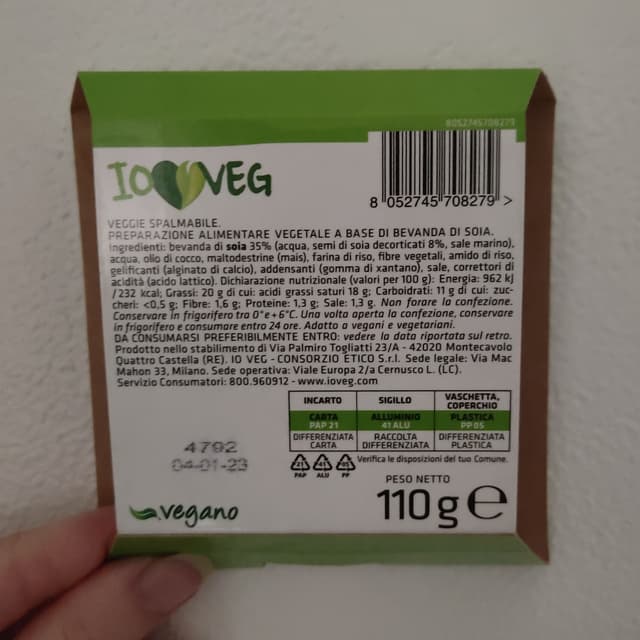 8052745708279
IO VEG
8 052745 708279 >
VEGGIE SPALMABILE.
PREPARAZIONE ALIMENTARE VEGETALE A BASE DI BEVANDA DI SOIA.
Ingredienti: bevanda di soia 35% (acqua, semi di soia decorticati 8%, sale marino),
acqua, olio di cocco, maltodestrine (mais), farina di riso, fibre vegetali, amido di riso,
gelificanti (alginato di calcio), addensanti (gomma di xantano), sale, correttori di
acidità (acido lattico). Dichiarazione nutrizionale (valori per 100 g): Energia: 962 kJ
/ 232 kcal; Grassi: 20 g di cui: acidi grassi saturi 18 g; Carboidrati: 11 g di cui: zuc-
cheri: <0,5 g; Fibre: 1,6 g; Proteine: 1,3 g; Sale: 1,3 g. Non forare la confezione.
Conservare in frigorifero tra 0°e+6°C. Una volta aperta la confezione, conservare
in frigorifero e consumare entro 24 ore. Adatto a vegani e vegetariani.
DA CONSUMARSI PREFERIBILMENTE ENTRO: vedere la data riportata sul retro.
Prodotto nello stabilimento di Via Palmiro Togliatti 23/A - 42020 Montecavolo
Quattro Castella (RE). IO VEG - CONSORZIO ETICO S.r.l. Sede legale: Via Mac
Mahon 33, Milano. Sede operativa: Viale Europa 2/a Cernusco L. (LC).
Servizio Consumatori: 800.960912 - www.ioveg.com
INCARTO SIGILLO VASCHETTA, COPERCHIO
CARTA ALLUMINIO PLASTICA
PAP 21 41 ALU PP 05
DIFFERENZIATA RACCOLTA DIFFERENZIATA
CARTA DIFFERENZIATA PLASTICA
21 41 05 Verifica le disposizioni del tuo Comune.
PAP ALU PP
4792
04-01-23
PESO NETTO
vegano
110 g e